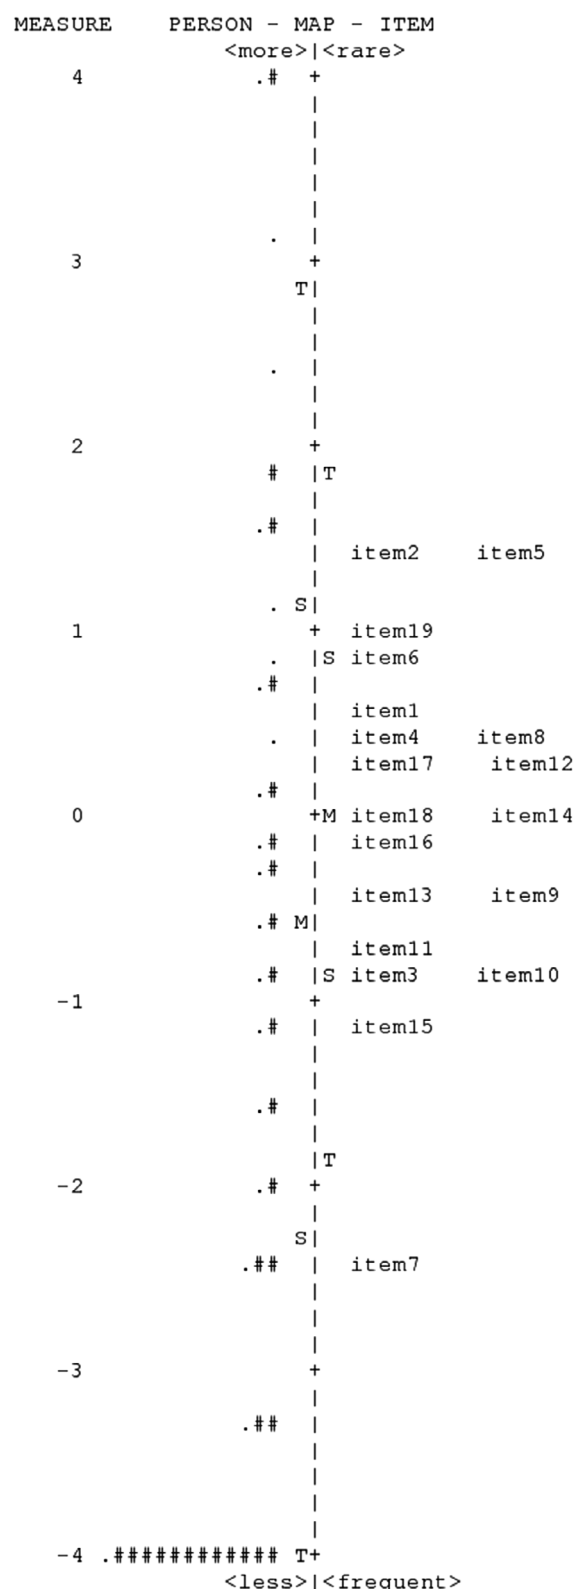 MEASURE    PERSON - MAP - ITEM
               <more>|<rare>
    4            .#  +
                     |
                     |
                     |
                     |
                     |
                  .  |
    3                +
                    T|
                     |
                     |
                  .  |
                     |
                     |
    2                +
                  #  |T
                     |
                 .#  |
                     |  item2    item5
                     |
                  . S|
    1                +  item19
                  .  |S item6
                 .#  |
                     |  item1
                  .  |  item4    item8
                     |  item17    item12
                 .#  |
    0                +M item18    item14
                 .#  |  item16
                 .#  |
                     |  item13    item9
                 .# M|
                     |  item11
                 .#  |S item3    item10
   -1                +
                 .#  |  item15
                     |
                     |
                 .#  |
                     |
                     |T
   -2            .#  +
                     |
                    S|
                .##  |  item7
                     |
                     |
                     |
   -3                +
                     |
                .##  |
                     |
                     |
                     |
                     |
   -4 .############ T+
               <less>|<frequent>